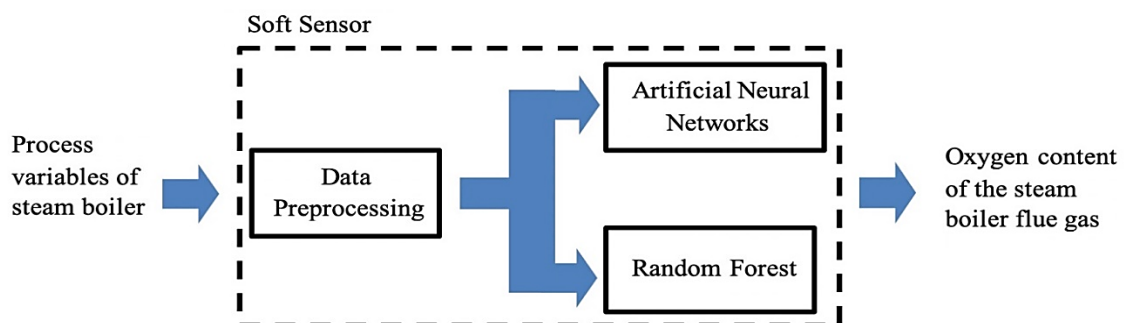 Soft Sensor
Process
variables of
steam boiler
Data
Preprocessing
Artificial Neural
Networks
Random Forest
Oxygen content
of the steam
boiler flue gas